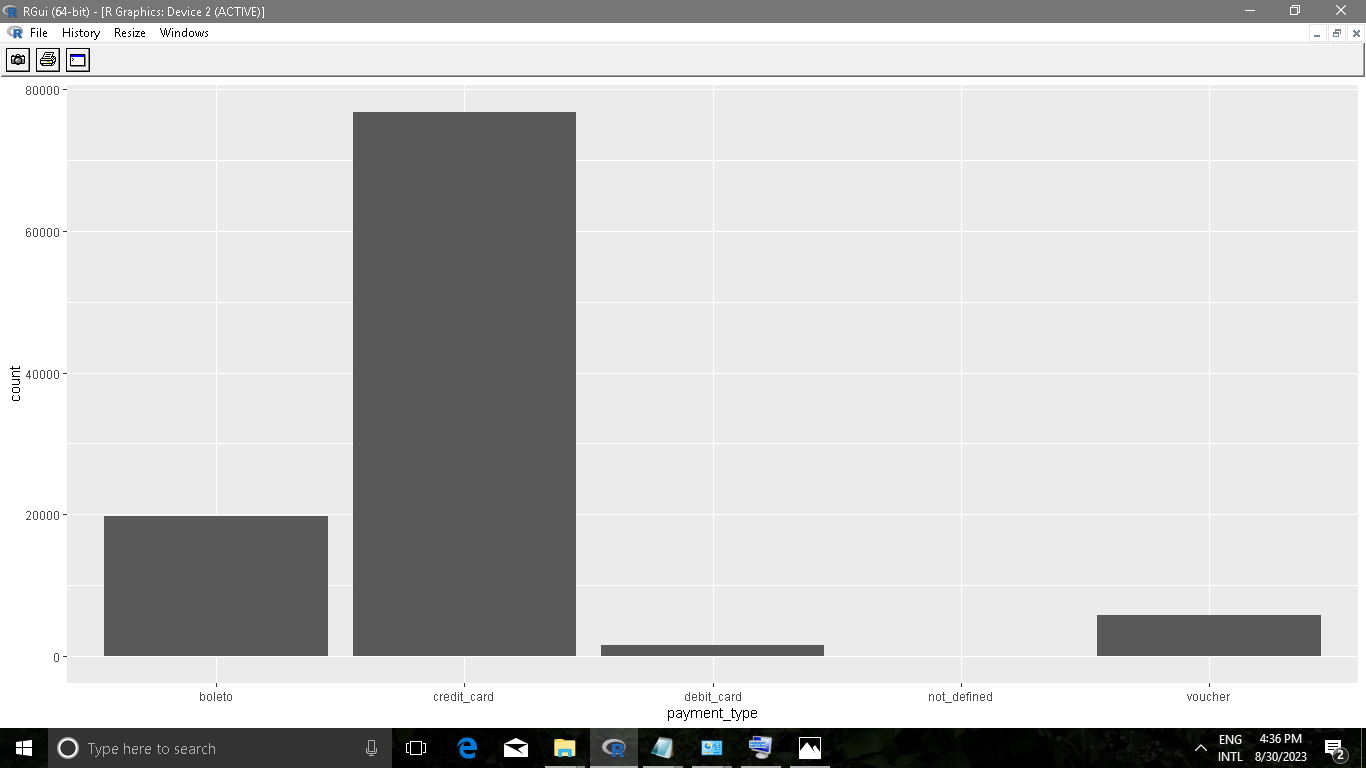 RGui (64-bit) - [R Graphics: Device 2 (ACTIVE)]
File History Resize Windows
80000
60000
40000
20000
0
count
boleto credit_card debit_card not_defined voucher
payment_type
Type here to search
ENG 4:36 PM
INTL 8/30/2023
2